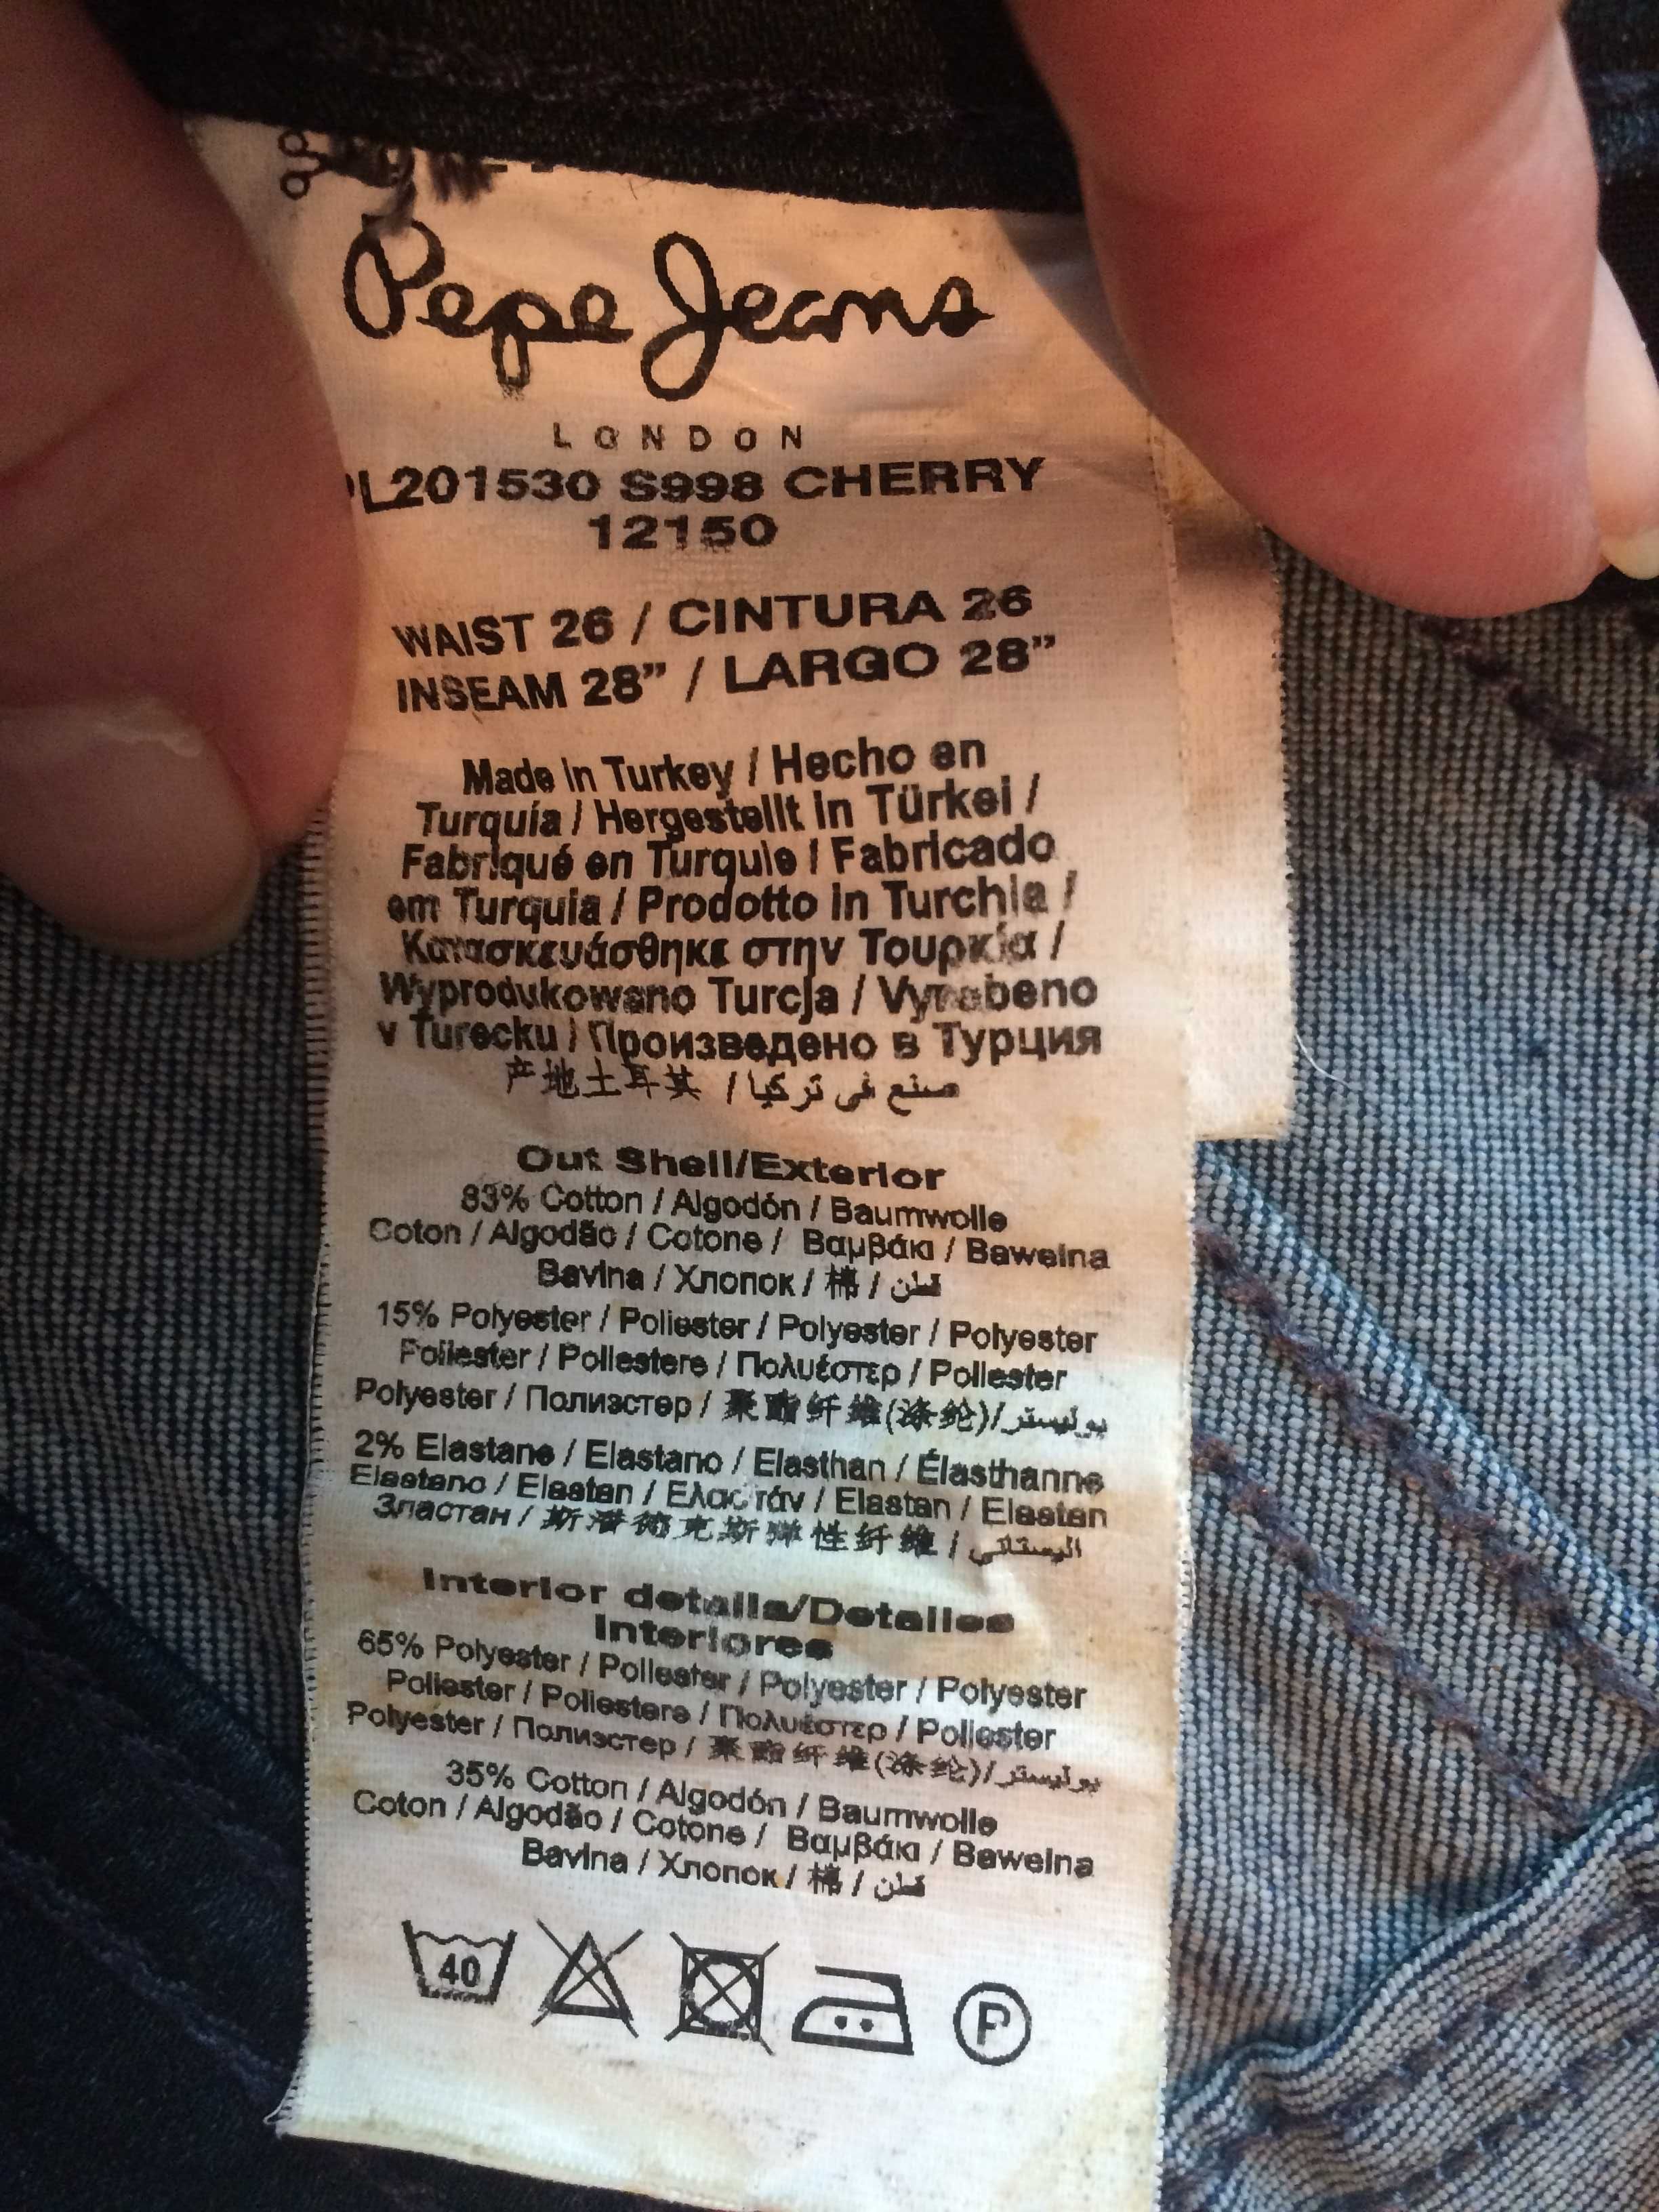 Pepe Jeans
LONDON
L201530 S998 CHERRY
12150
WAIST 26 / CINTURA 26
INSEAM 28” / LARGO 28”
Made in Turkey / Hecho en
Turquía / Hergestellt in Türkei /
Fabriqué en Turquie / Fabricado
em Turquia / Prodotto in Turchia /
Κατασκευάσθηκε στην Τουρκία /
Wyprodukowano Turcja / Vyrabeno
v Turecku / Произведено в Турция
产地土耳其 / صنع في تركيا
Out Shell/Exterior
83% Cotton / Algodón / Baumwolle
Coton / Algodão / Cotone / Βαμβάκι / Bawelna
Bavlna / Хлопок / 棉 / قطن
15% Polyester / Poliester / Polyester / Polyester
Poliester / Poliestere / Πολυέστερ / Poliester
Polyester / Полиэстер / 聚酯纤维(涤纶)/بوليستر
2% Elastane / Elastano / Elasthan / Élasthanne
Elastano / Elastan / Ελαστάν / Elastan / Elastan
Эластан / 斯潘德克斯弹性纤维 /
Interior details/Detalles
Interiores
65% Polyester / Poliester / Polyester / Polyester
Poliester / Poliestere / Πολυέστερ / Poliester
Polyester / Полиэстер / 聚酯纤维(涤纶)/بوليستر
35% Cotton / Algodón / Baumwolle
Coton / Algodão / Cotone / Βαμβάκι / Bawelna
Bavlna / Хлопок / 棉 / قطن
40 P